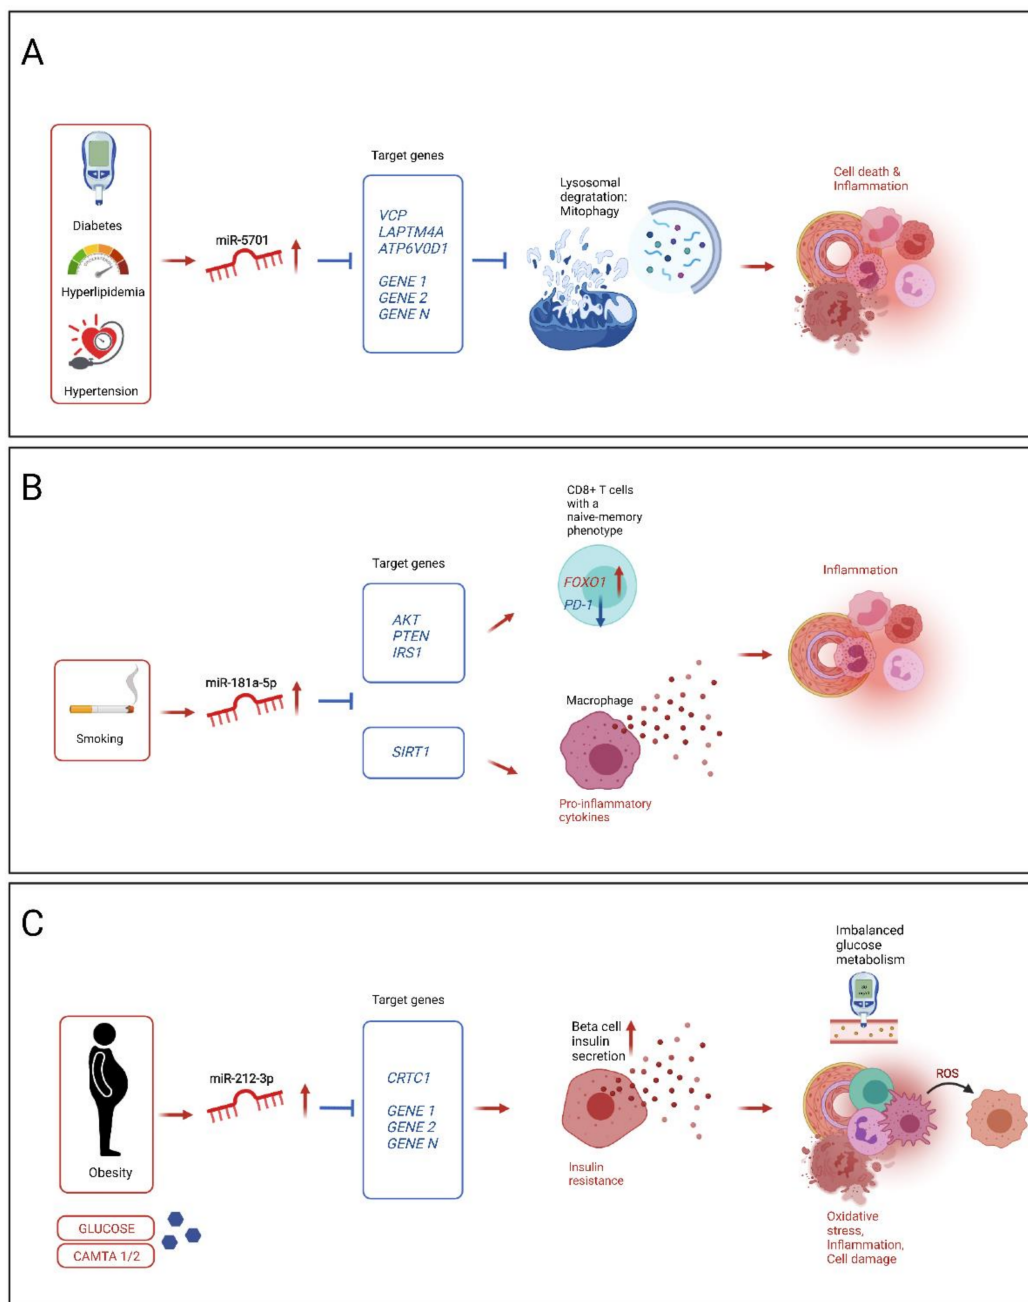 A
Target genes
Diabetes
Hyperlipidemia
Hypertension
miR-5701
VCP
LAPTM4A
ATP6V0D1
GENE 1
GENE 2
GENE N
Lysosomal
degratation:
Mitophagy
Cell death &
Inflammation
B
Smoking
miR-181a-5p
Target genes
AKT
PTEN
IRS1
SIRT1
CD8+ T cells
with a
naive-memory
phenotype
FOXO1
PD-1
Macrophage
Pro-inflammatory
cytokines
Inflammation
C
Obesity
GLUCOSE
CAMTA 1/2
miR-212-3p
Target genes
CRTC1
GENE 1
GENE 2
GENE N
Beta cell
insulin
secretion
Insulin
resistance
Imbalanced
glucose
metabolism
ROS
Oxidative
stress,
Inflammation,
Cell damage